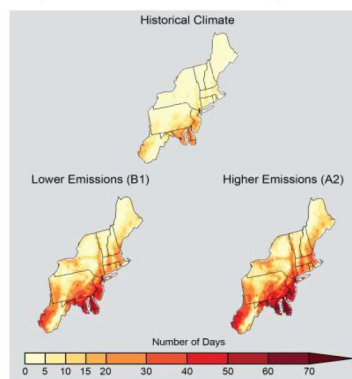 Historical Climate
Lower Emissions (B1)
Higher Emissions (A2)
Number of Days
0 5 10 15 20 30 40 50 60 70